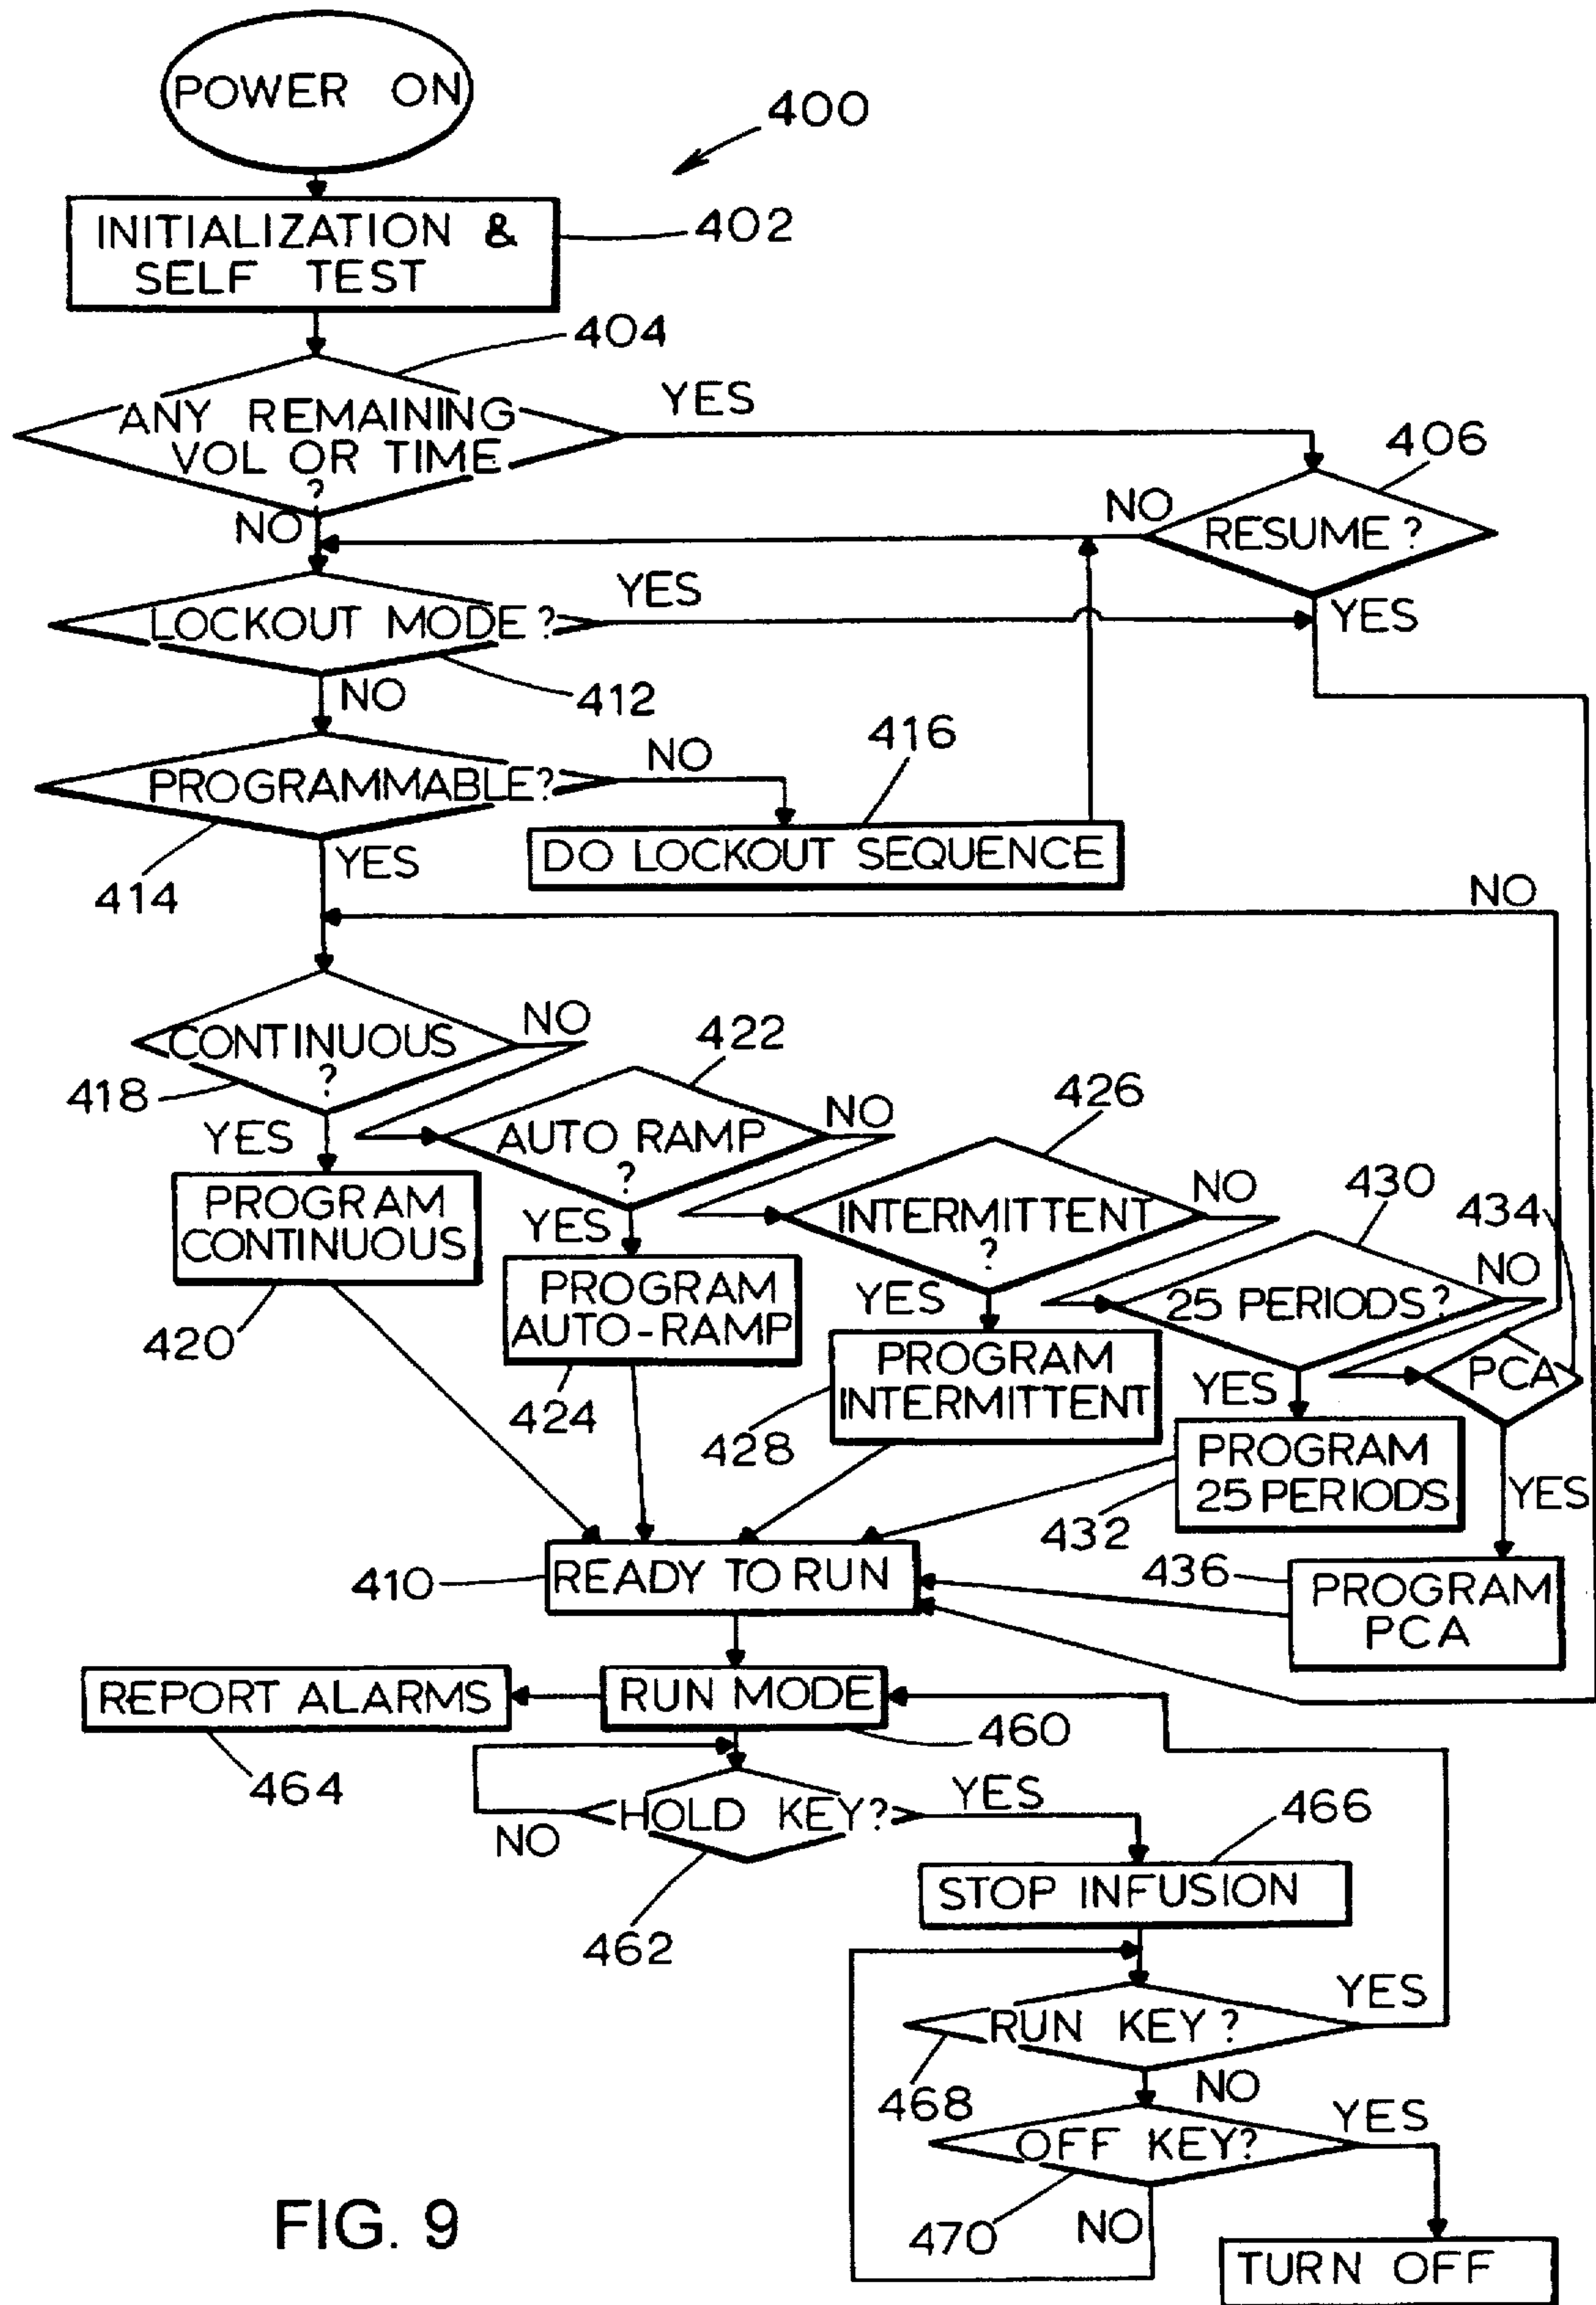 POWER ON
400
INITIALIZATION &
SELF TEST
402
404
ANY REMAINING
VOL OR TIME
?
YES
NO
406
RESUME?
NO
YES
LOCKOUT MODE?
YES
412
NO
PROGRAMMABLE?
NO
416
DO LOCKOUT SEQUENCE
414
YES
NO
CONTINUOUS
?
NO
418
YES
422
AUTO RAMP
?
NO
YES
426
INTERMITTENT
?
NO
YES
430
25 PERIODS?
NO
YES
434
PCA
YES
PROGRAM
CONTINUOUS
420
PROGRAM
AUTO-RAMP
424
PROGRAM
INTERMITTENT
428
PROGRAM
25 PERIODS
432
436
PROGRAM
PCA
410
READY TO RUN
REPORT ALARMS
464
RUN MODE
460
HOLD KEY?
NO
YES
462
466
STOP INFUSION
RUN KEY?
YES
468
NO
OFF KEY?
YES
470
NO
TURN OFF
FIG. 9